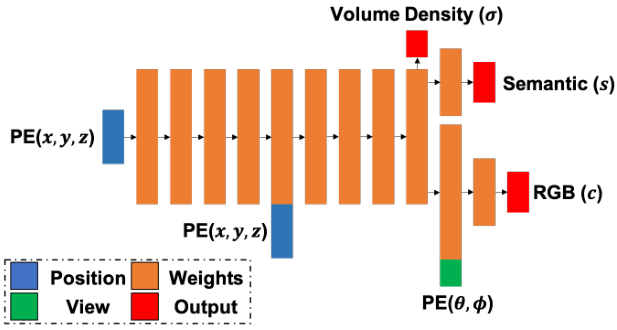 Volume Density (σ)
Semantic (s)
PE(x, y, z)
RGB (c)
PE(x, y, z)
Position Weights
View Output
PE(θ, ϕ)